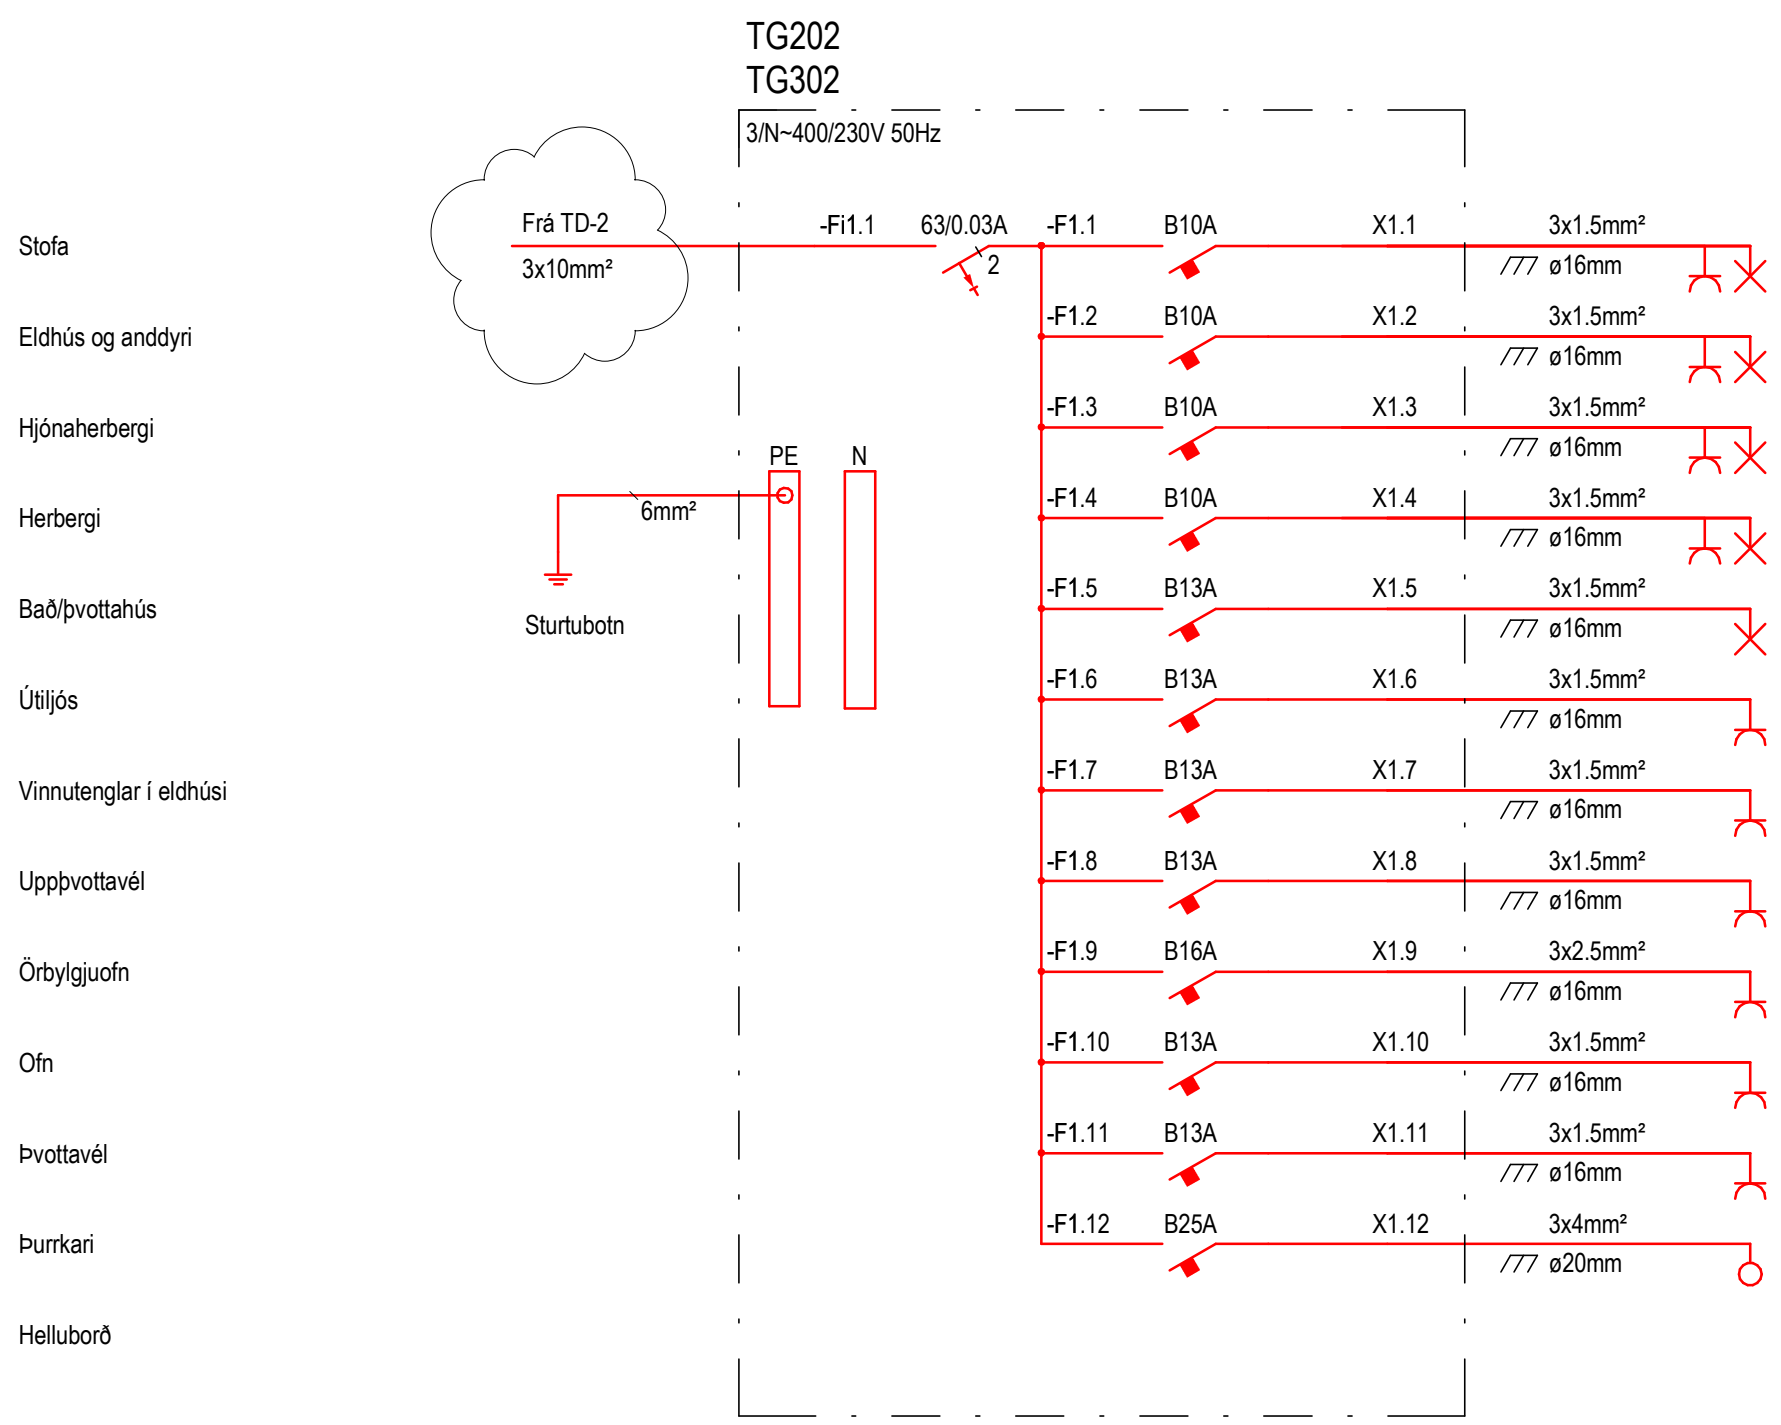 TG202
TG302
3/N~400/230V 50Hz
Stofa
Frá TD-2
3x10mm²
-Fi1.1 63/0.03A
2
-F1.1 B10A X1.1 3x1.5mm²
ø16mm
Eldhús og anddyri
-F1.2 B10A X1.2 3x1.5mm²
ø16mm
Hjónaherbergi
-F1.3 B10A X1.3 3x1.5mm²
ø16mm
PE N
6mm²
Sturtubotn
Herbergi
-F1.4 B10A X1.4 3x1.5mm²
ø16mm
Bað/þvottahús
-F1.5 B13A X1.5 3x1.5mm²
ø16mm
Útiljós
-F1.6 B13A X1.6 3x1.5mm²
ø16mm
Vinnutenglar í eldhúsi
-F1.7 B13A X1.7 3x1.5mm²
ø16mm
Uppþvottavél
-F1.8 B13A X1.8 3x1.5mm²
ø16mm
Örbylgjuofn
-F1.9 B16A X1.9 3x2.5mm²
ø16mm
Ofn
-F1.10 B13A X1.10 3x1.5mm²
ø16mm
Þvottavél
-F1.11 B13A X1.11 3x1.5mm²
ø16mm
Þurrkari
-F1.12 B25A X1.12 3x4mm²
ø20mm
Helluborð